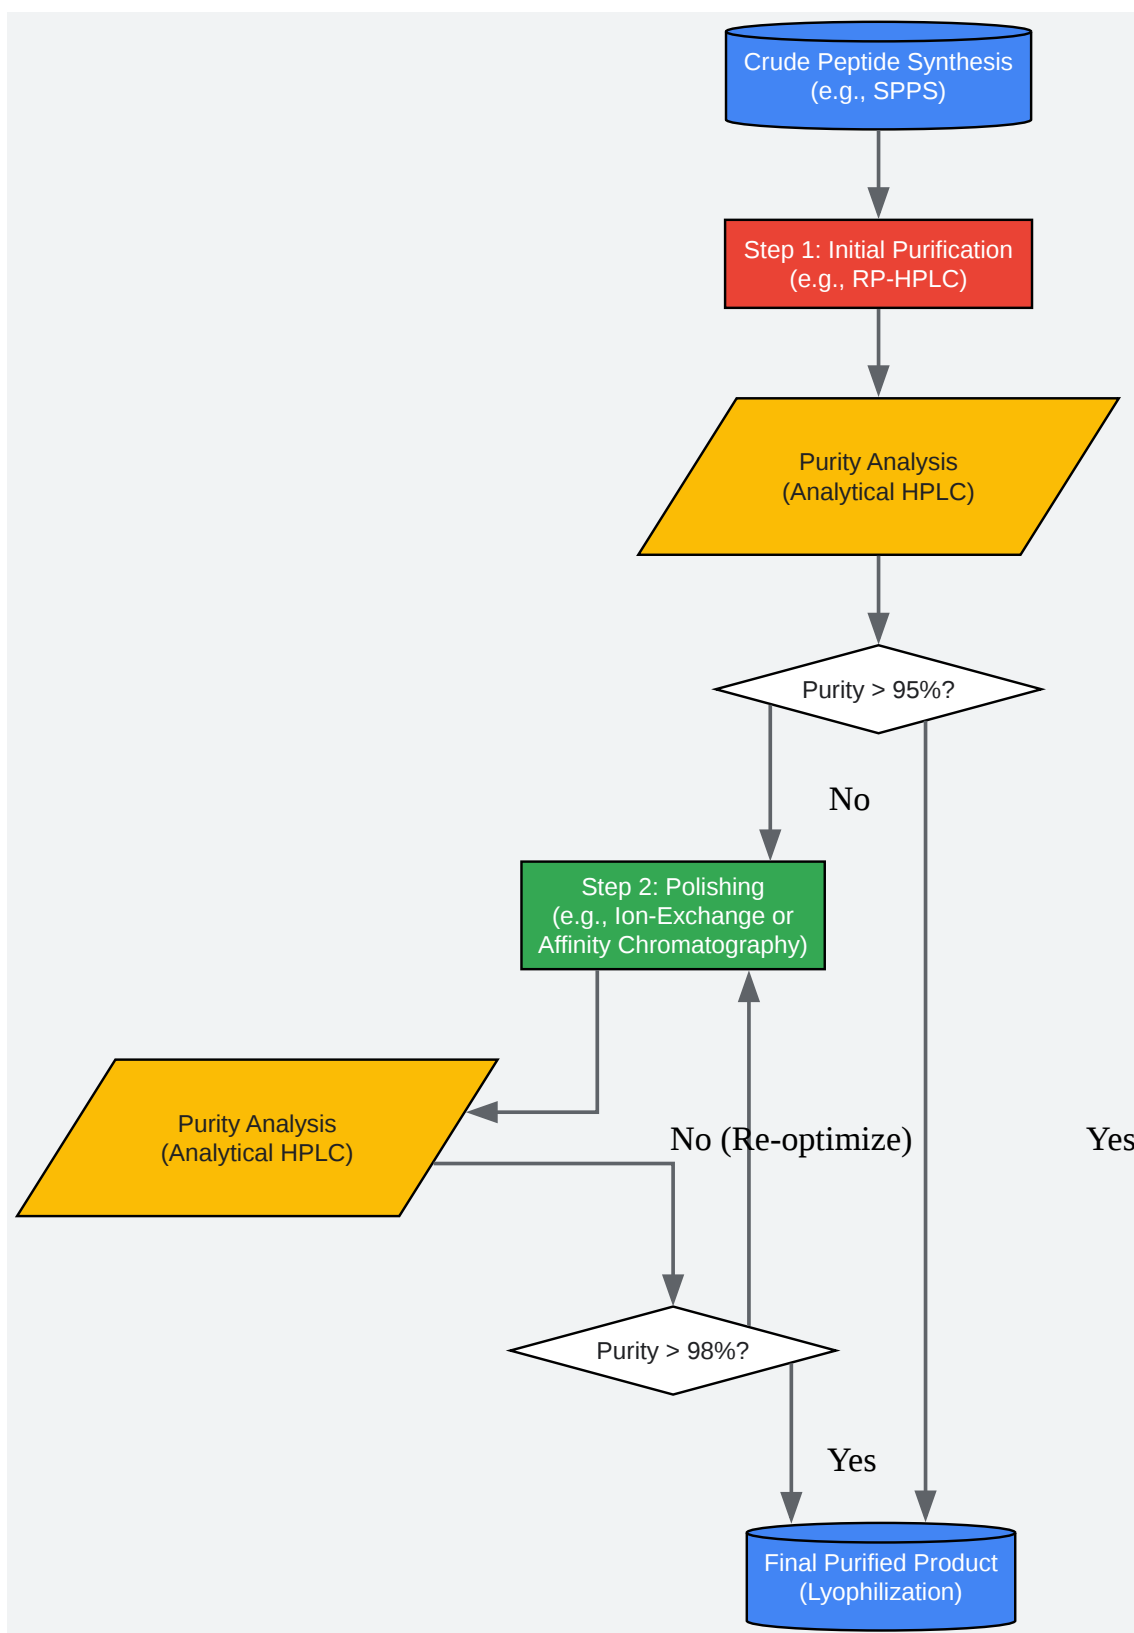 Crude Peptide Synthesis
(e.g., SPPS)
Step 1: Initial Purification
(e.g., RP-HPLC)
Purity Analysis
(Analytical HPLC)
Purity > 95%?
No
Step 2: Polishing
(e.g., Ion-Exchange or
Affinity Chromatography)
Purity Analysis
(Analytical HPLC)
No (Re-optimize)
Yes
Purity > 98%?
Yes
Final Purified Product
(Lyophilization)